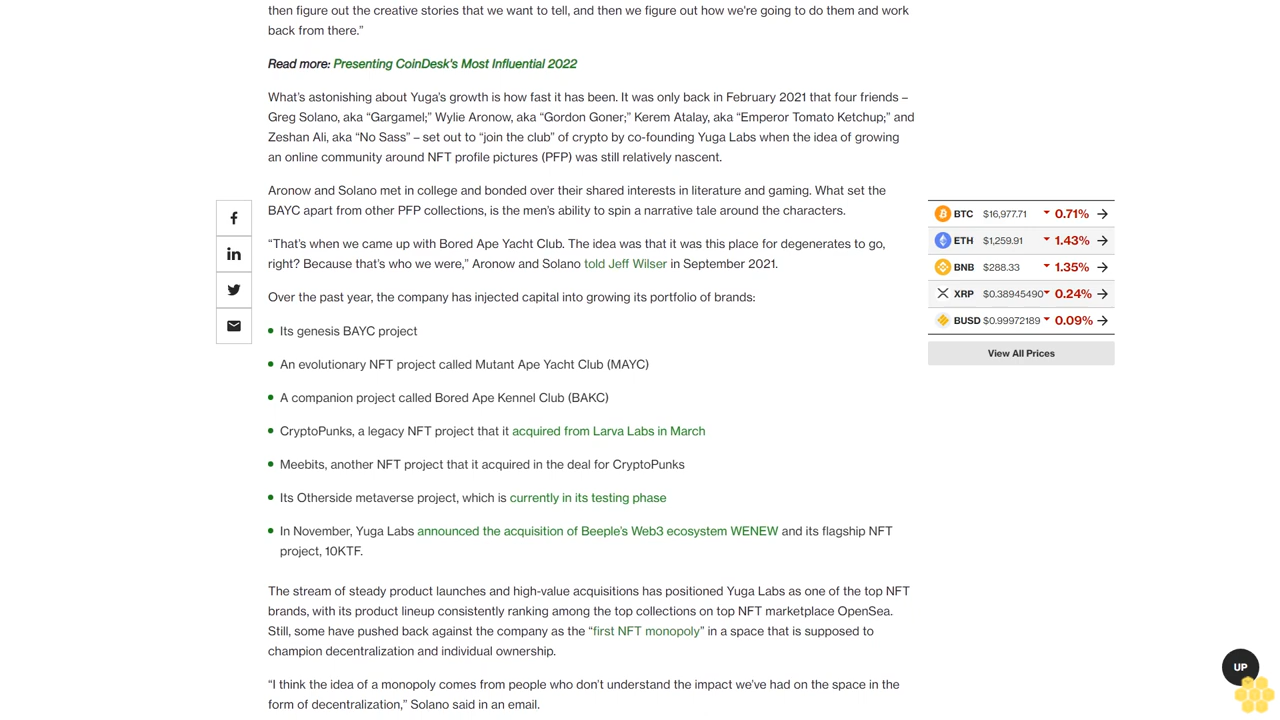 then figure out the creative stories that we want to tell, and then we figure out how we're going to do them and work
back from there.”
Read more: Presenting CoinDesk's Most Influential 2022
What’s astonishing about Yuga’s growth is how fast it has been. It was only back in February 2021 that four friends –
Greg Solano, aka “Gargamel;” Wylie Aronow, aka “Gordon Goner;” Kerem Atalay, aka “Emperor Tomato Ketchup;” and
Zeshan Ali, aka “No Sass” – set out to “join the club” of crypto by co-founding Yuga Labs when the idea of growing
an online community around NFT profile pictures (PFP) was still relatively nascent.
Aronow and Solano met in college and bonded over their shared interests in literature and gaming. What set the
BAYC apart from other PFP collections, is the men’s ability to spin a narrative tale around the characters.
“That’s when we came up with Bored Ape Yacht Club. The idea was that it was this place for degenerates to go,
right? Because that’s who we were,” Aronow and Solano told Jeff Wilser in September 2021.
Over the past year, the company has injected capital into growing its portfolio of brands:
Its genesis BAYC project
An evolutionary NFT project called Mutant Ape Yacht Club (MAYC)
A companion project called Bored Ape Kennel Club (BAKC)
CryptoPunks, a legacy NFT project that it acquired from Larva Labs in March
Meebits, another NFT project that it acquired in the deal for CryptoPunks
Its Otherside metaverse project, which is currently in its testing phase
In November, Yuga Labs announced the acquisition of Beeple’s Web3 ecosystem WENEW and its flagship NFT
project, 10KTF.
The stream of steady product launches and high-value acquisitions has positioned Yuga Labs as one of the top NFT
brands, with its product lineup consistently ranking among the top collections on top NFT marketplace OpenSea.
Still, some have pushed back against the company as the “first NFT monopoly” in a space that is supposed to
champion decentralization and individual ownership.
“I think the idea of a monopoly comes from people who don’t understand the impact we’ve had on the space in the
form of decentralization,” Solano said in an email.
BTC $16,977.71 0.71%
ETH $1,259.91 1.43%
BNB $288.33 1.35%
XRP $0.38945490 0.24%
BUSD $0.99972189 0.09%
View All Prices
UP